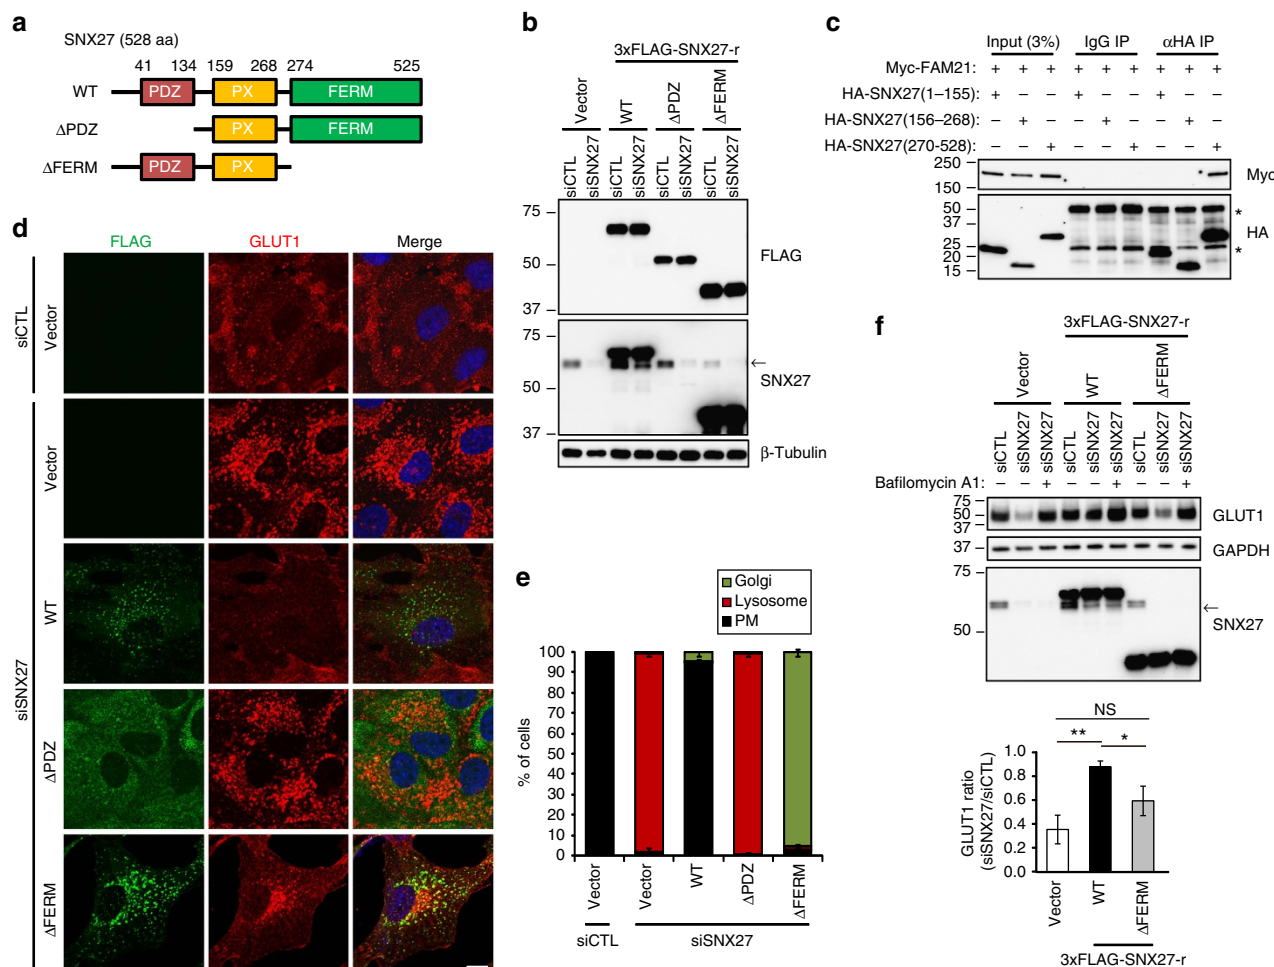 a
SNX27 (528 aa)
41 134 159 268 274 525
WT PDZ PX FERM
ΔPDZ PX FERM
ΔFERM PDZ PX
b
3xFLAG-SNX27-r
Vector WT ΔPDZ ΔFERM
siCTL siSNX27 siCTL siSNX27 siCTL siSNX27 siCTL siSNX27
75
50
37
FLAG
75
50
37
← SNX27
β-Tubulin
c
Input (3%) IgG IP αHA IP
Myc-FAM21: + + + + + + + + +
HA-SNX27(1–155): + – – + – – + – –
HA-SNX27(156–268): – + – – + – – + –
HA-SNX27(270-528): – – + – – + – – +
250
150
Myc
50
37
25
20
15
*
HA
*
d
FLAG GLUT1 Merge
siCTL
Vector
siSNX27
Vector
WT
ΔPDZ
ΔFERM
e
Golgi
Lysosome
PM
% of cells
100
90
80
70
60
50
40
30
20
10
0
Vector Vector WT ΔPDZ ΔFERM
siCTL siSNX27
f
3xFLAG-SNX27-r
Vector WT ΔFERM
siCTL siSNX27 siSNX27 siCTL siSNX27 siSNX27 siCTL siSNX27 siSNX27
Bafilomycin A1: – – + – – + – – +
75
50
37
GLUT1
37
GAPDH
75
50
← SNX27
NS
** *
GLUT1 ratio
(siSNX27/siCTL)
1.0
0.8
0.6
0.4
0.2
0.0
Vector WT ΔFERM
3xFLAG-SNX27-r